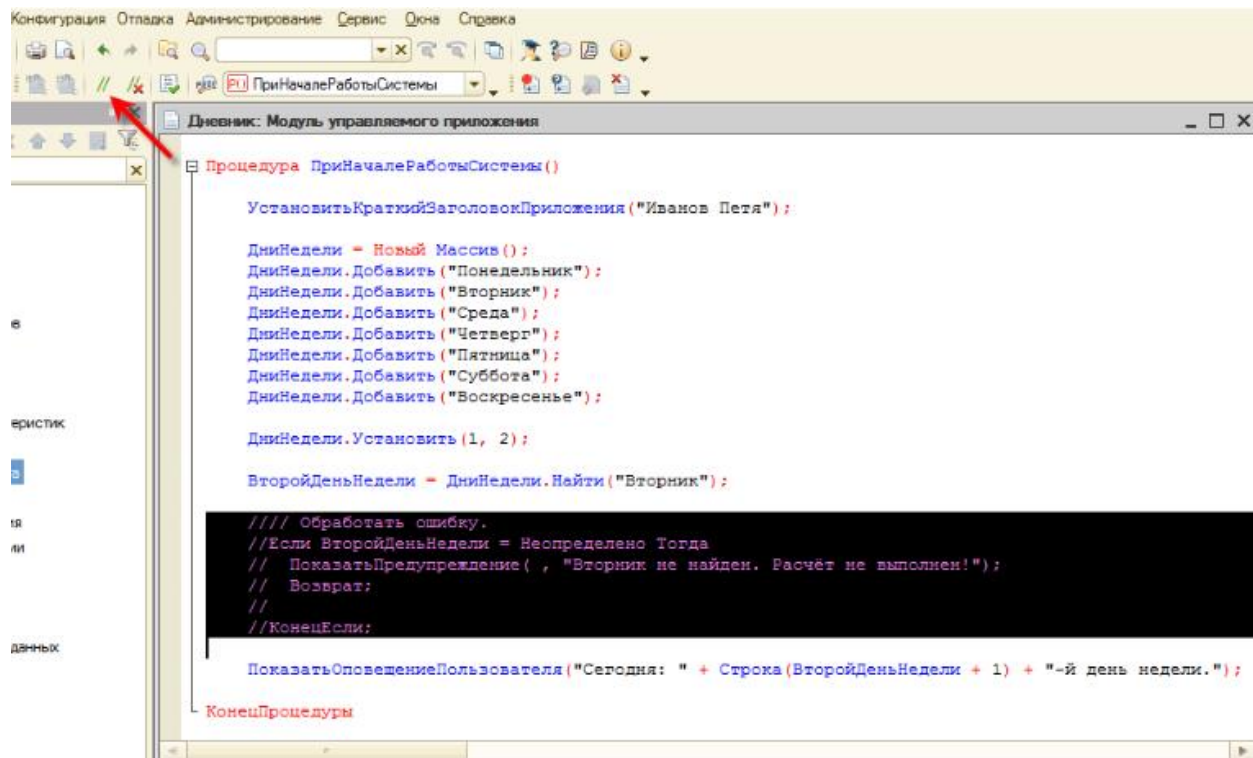 Конфигурация Отладка Администрирование Сервис Окна Справка
ПриНачалеРаботыСистемы
Дневник: Модуль управляемого приложения
Процедура ПриНачалеРаботыСистемы()
УстановитьКраткийЗаголовокПриложения("Иванов Петя");
ДниНедели = Новый Массив();
ДниНедели.Добавить("Понедельник");
ДниНедели.Добавить("Вторник");
ДниНедели.Добавить("Среда");
ДниНедели.Добавить("Четверг");
ДниНедели.Добавить("Пятница");
ДниНедели.Добавить("Суббота");
ДниНедели.Добавить("Воскресенье");
еристик
ДниНедели.Установить(1, 2);
ВторойДеньНедели = ДниНедели.Найти("Вторник");
//// Обработать ошибку.
//Если ВторойДеньНедели = Неопределено Тогда
//  ПоказатьПредупреждение( , "Вторник не найден. Расчёт не выполнен!");
//  Возврат;
//
//КонецЕсли;
данных
ПоказатьОповещениеПользователя("Сегодня: " + Строка(ВторойДеньНедели + 1) + "-й день недели.");
КонецПроцедуры